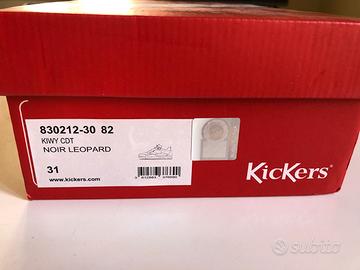 830212-30 82
KIWY CDT
NOIR LEOPARD
31
www.kickers.com
KICKERS
subito